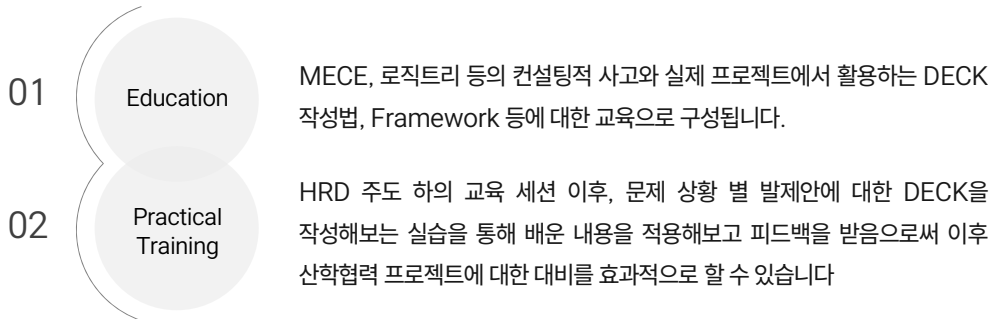 01
Education
MECE, 로직트리 등의 컨설팅적 사고와 실제 프로젝트에서 활용하는 DECK
작성법, Framework 등에 대한 교육으로 구성됩니다.
02
Practical
Training
HRD 주도 하의 교육 세션 이후, 문제 상황 별 발제안에 대한 DECK을
작성해보는 실습을 통해 배운 내용을 적용해보고 피드백을 받음으로써 이후
산학협력 프로젝트에 대한 대비를 효과적으로 할 수 있습니다